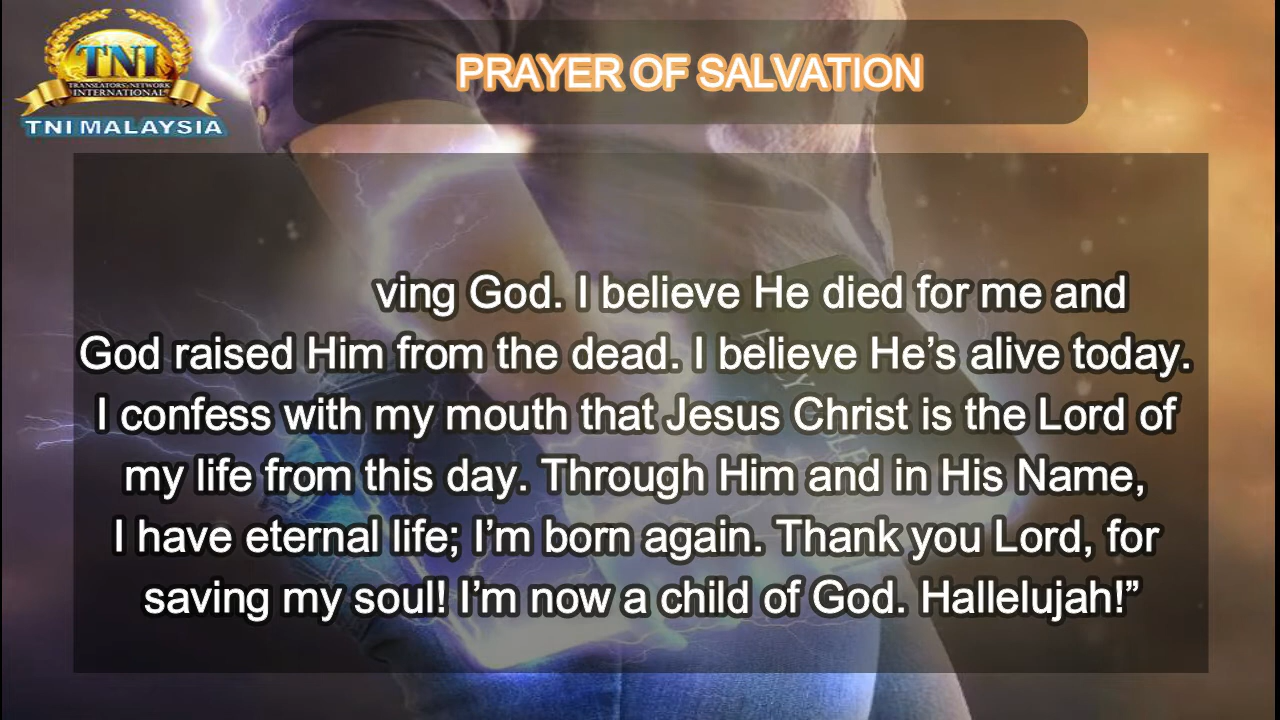 TNI
TRANSLATORS NETWORK
INTERNATIONAL
TNI MALAYSIA
PRAYER OF SALVATION
ving God. I believe He died for me and
God raised Him from the dead. I believe He’s alive today.
I confess with my mouth that Jesus Christ is the Lord of
my life from this day. Through Him and in His Name,
I have eternal life; I’m born again. Thank you Lord, for
saving my soul! I’m now a child of God. Hallelujah!”